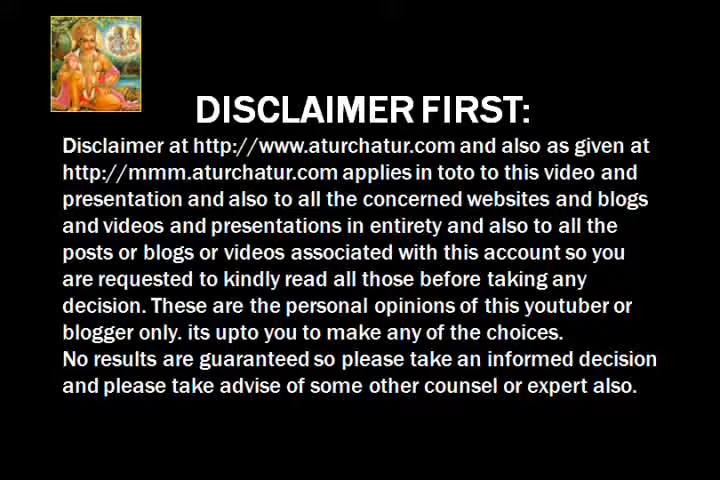 DISCLAIMER FIRST:
Disclaimer at http://www.aturchatur.com and also as given at
http://mmm.aturchatur.com applies in toto to this video and
presentation and also to all the concerned websites and blogs
and videos and presentations in entirety and also to all the
posts or blogs or videos associated with this account so you
are requested to kindly read all those before taking any
decision. These are the personal opinions of this youtuber or
blogger only. its upto you to make any of the choices.
No results are guaranteed so please take an informed decision
and please take advise of some other counsel or expert also.